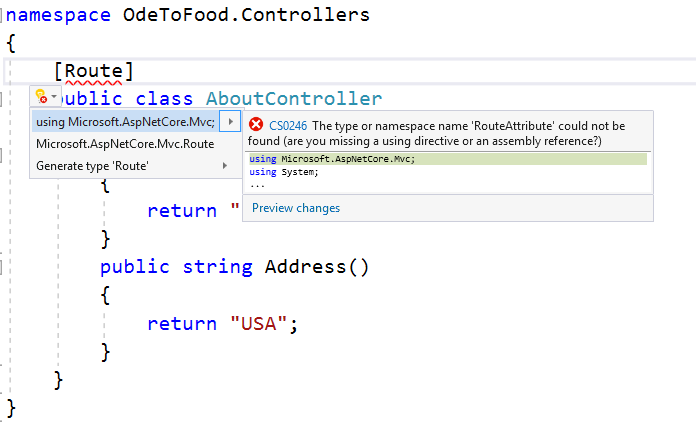 namespace OdeToFood.Controllers
{
[Route]
public class AboutController
using Microsoft.AspNetCore.Mvc;
Microsoft.AspNetCore.Mvc.Route
Generate type 'Route'
CS0246 The type or namespace name 'RouteAttribute' could not be
found (are you missing a using directive or an assembly reference?)
using Microsoft.AspNetCore.Mvc;
using System;
...
Preview changes
{
return "
}
public string Address()
{
return "USA";
}
}
}